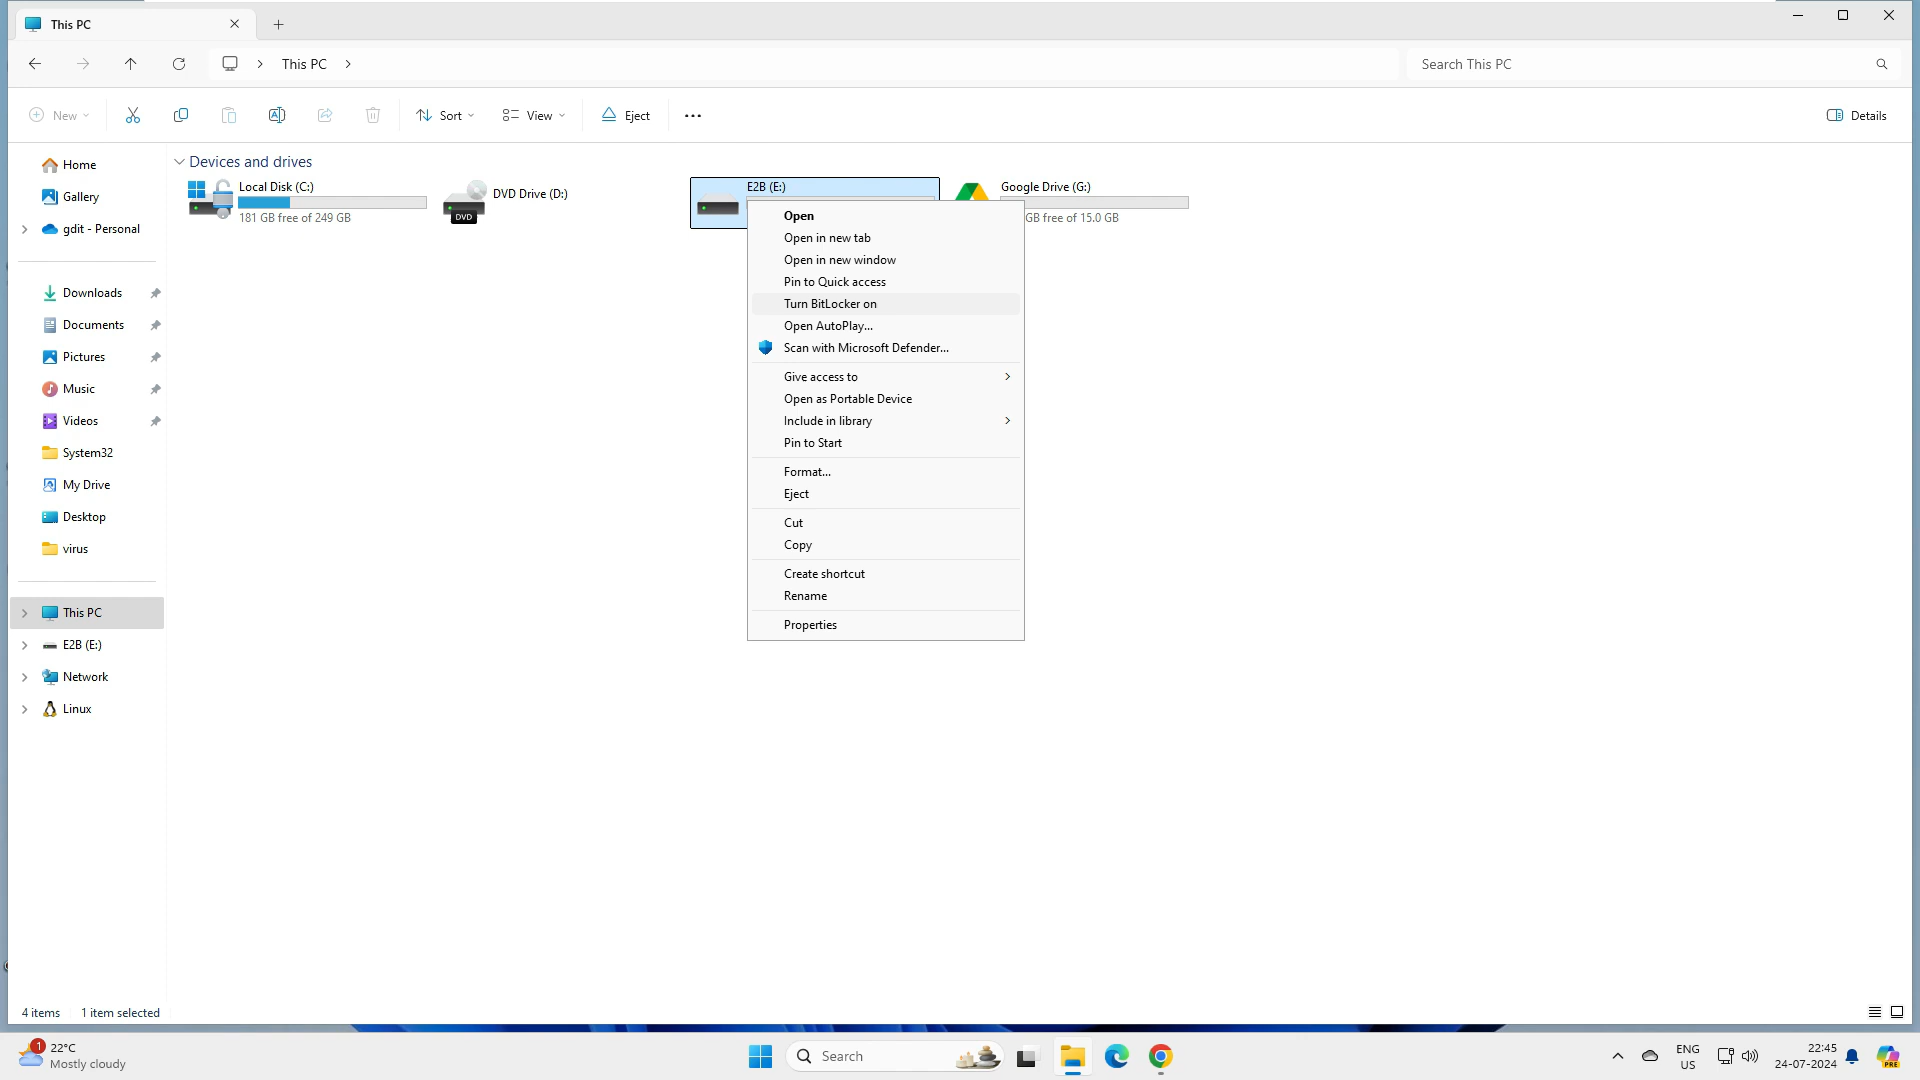 This PC
This PC
Search This PC
New
Sort
View
Eject
Details
Home
Gallery
gdit - Personal
Downloads
Documents
Pictures
Music
Videos
System32
My Drive
Desktop
virus
This PC
E2B (E:)
Network
Linux
Devices and drives
Local Disk (C:)
181 GB free of 249 GB
DVD
DVD Drive (D:)
E2B (E:)
Google Drive (G:)
GB free of 15.0 GB
Open
Open in new tab
Open in new window
Pin to Quick access
Turn BitLocker on
Open AutoPlay...
Scan with Microsoft Defender...
Give access to
Open as Portable Device
Include in library
Pin to Start
Format...
Eject
Cut
Copy
Create shortcut
Rename
Properties
4 items
1 item selected
1
22°C
Mostly cloudy
Search
ENG
US
22:45
24-07-2024
PRE